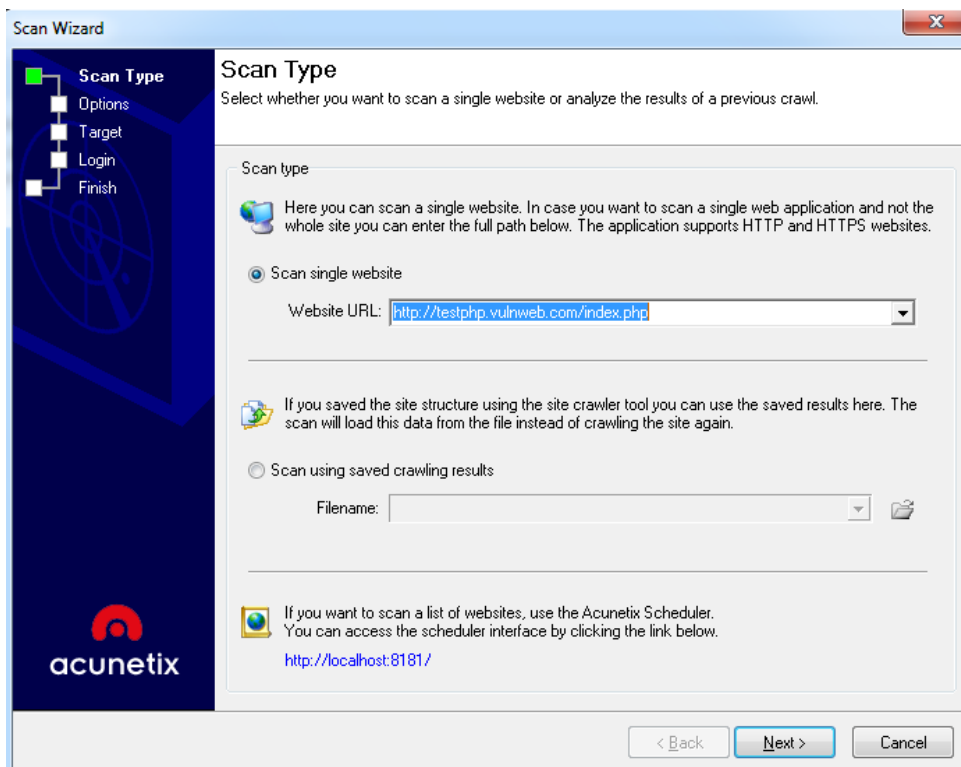 Scan Wizard
Scan Type
Options
Target
Login
Finish
Scan Type
Select whether you want to scan a single website or analyze the results of a previous crawl.
Scan type
Here you can scan a single website. In case you want to scan a single web application and not the
whole site you can enter the full path below. The application supports HTTP and HTTPS websites.
Scan single website
Website URL: http://testphp.vulnweb.com/index.php
If you saved the site structure using the site crawler tool you can use the saved results here. The
scan will load this data from the file instead of crawling the site again.
Scan using saved crawling results
Filename:
If you want to scan a list of websites, use the Acunetix Scheduler.
You can access the scheduler interface by clicking the link below.
http://localhost:8181/
acunetix
< Back
Next >
Cancel